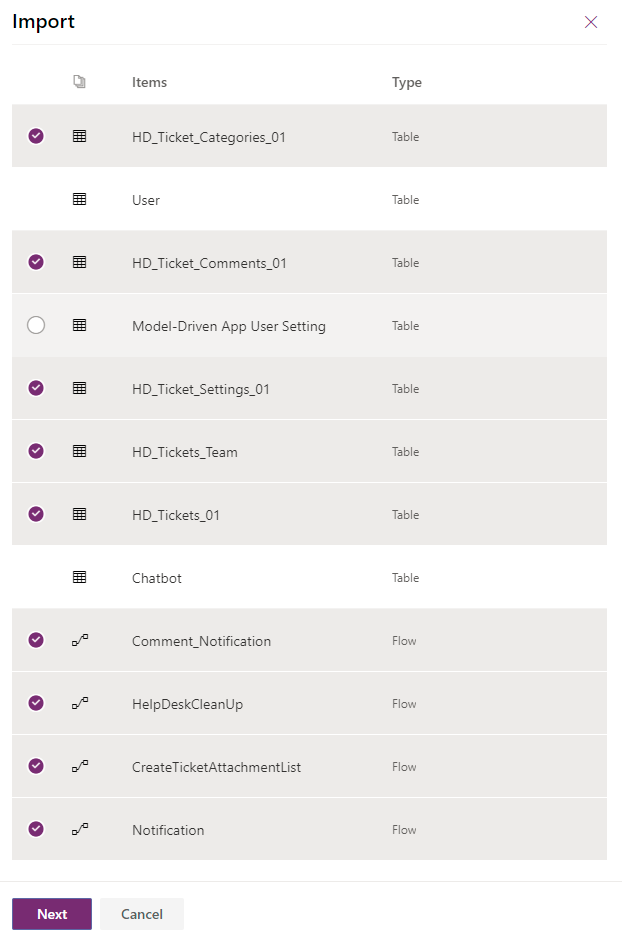 Import
Items Type
HD_Ticket_Categories_01 Table
User Table
HD_Ticket_Comments_01 Table
Model-Driven App User Setting Table
HD_Ticket_Settings_01 Table
HD_Tickets_Team Table
HD_Tickets_01 Table
Chatbot Table
Comment_Notification Flow
HelpDeskCleanUp Flow
CreateTicketAttachmentList Flow
Notification Flow
Next Cancel